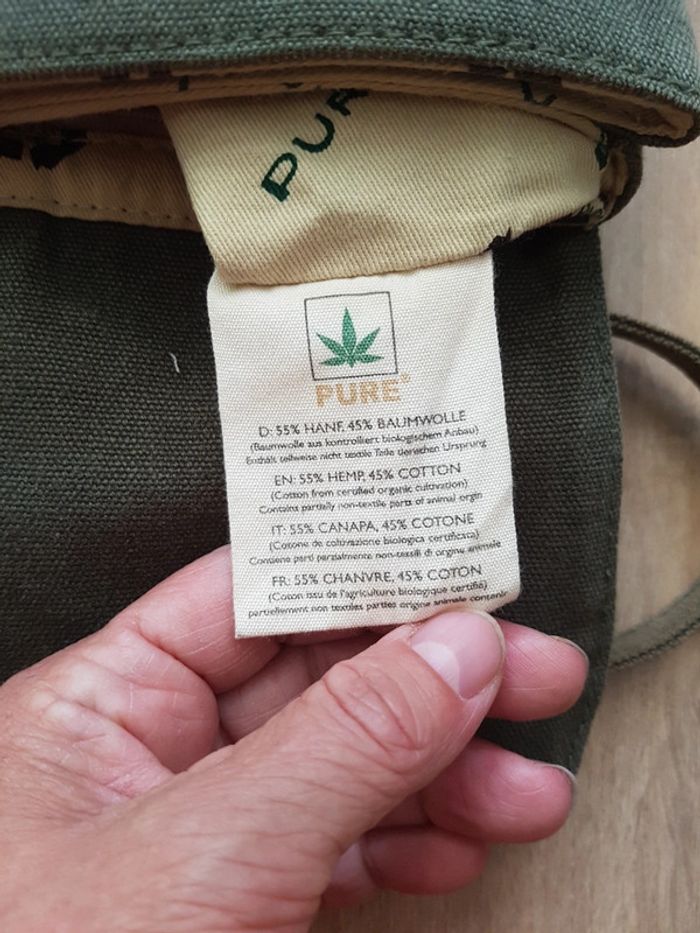 PUR
PURE®
D: 55% HANF, 45% BAUMWOLLE
(Baumwolle aus kontrolliert biologischem Anbau)
Enthält teilweise nicht textile Teile tierischen Ursprung
EN: 55% HEMP, 45% COTTON
(Cotton from certified organic cultivation)
Contains partially non-textile parts of animal orgin
IT: 55% CANAPA, 45% COTONE
(Cotone de coltivazione biologica certificata)
Contiene parti parzialmente non-tessili di origine animale
FR: 55% CHANVRE, 45% COTON
(Coton issu de l'agriculture biologique certifié)
partiellement non textiles parties origine animale contenir